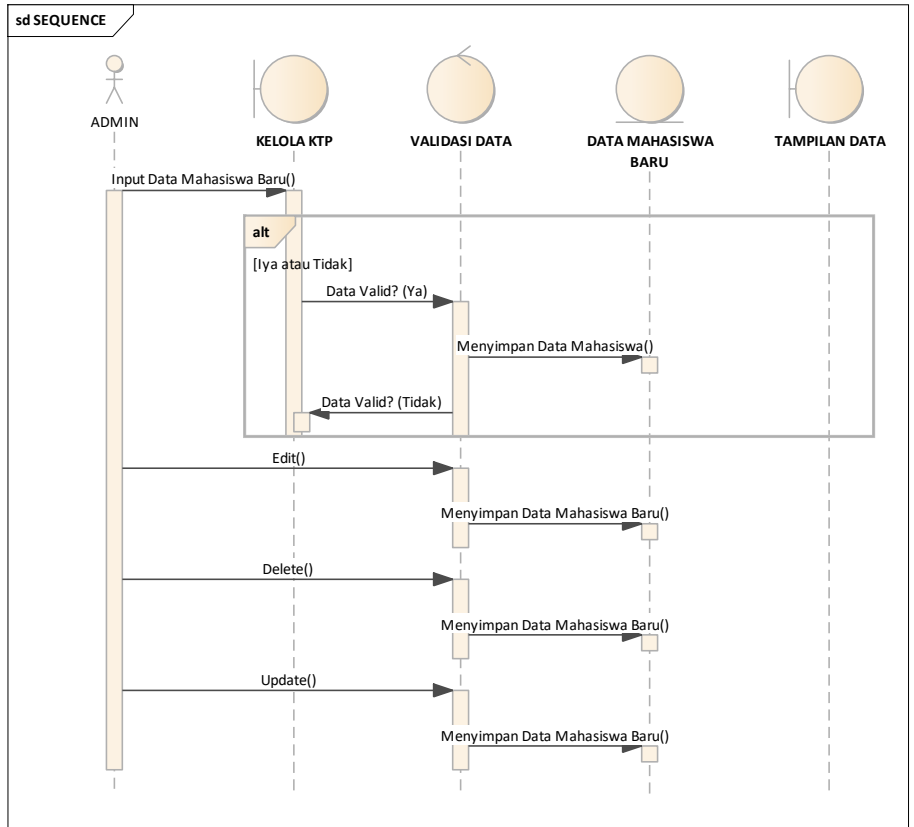 sd SEQUENCE
ADMIN
KELOLA KTP
VALIDASI DATA
DATA MAHASISWA
BARU
TAMPILAN DATA
Input Data Mahasiswa Baru()
alt
[Iya atau Tidak]
Data Valid? (Ya)
Menyimpan Data Mahasiswa()
Data Valid? (Tidak)
Edit()
Menyimpan Data Mahasiswa Baru()
Delete()
Menyimpan Data Mahasiswa Baru()
Update()
Menyimpan Data Mahasiswa Baru()